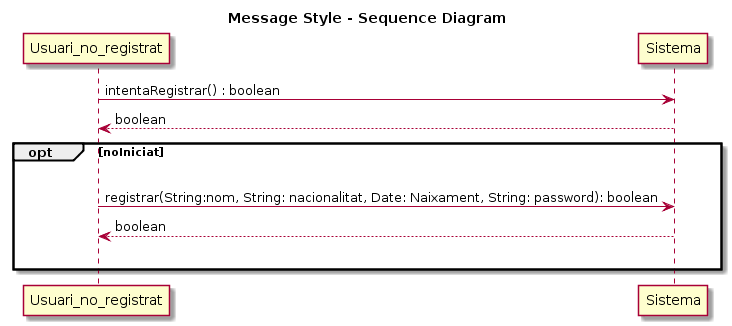 Message Style - Sequence Diagram
Usuari_no_registrat
Sistema
intentaRegistrar() : boolean
boolean
opt
[noIniciat]
registrar(String:nom, String: nacionalitat, Date: Naixament, String: password): boolean
boolean
Usuari_no_registrat
Sistema